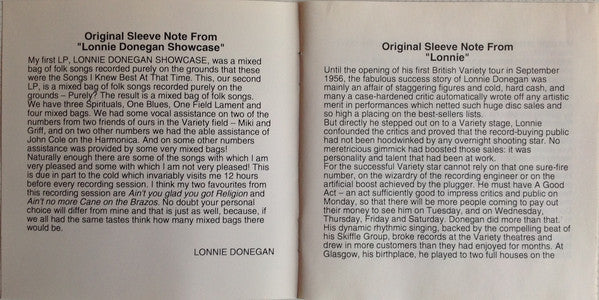 Original Sleeve Note From
"Lonnie Donegan Showcase"
My first LP, LONNIE DONEGAN SHOWCASE, was a mixed
bag of folk songs recorded purely on the grounds that these
were the Songs I Knew Best At That Time. This, our second
LP, is a mixed bag of folk songs recorded purely on the
grounds – Purely? The result is a mixed bag of folk songs.
We have three Spirituals, One Blues, One Field Lament and
four mixed bags. We had some vocal assistance on two of the
numbers from two friends of ours in the Variety field – Miki and
Griff, and on two other numbers we had the able assistance of
John Cole on the Harmonica. And on some other numbers
assistance was provided by some very mixed bags!
Naturally enough there are some of the songs with which I am
very pleased and some with which I am not very pleased! This
is due in part to the cold which invariably visits me 12 hours
before every recording session. I think my two favourites from
this recording session are Ain't you glad you got Religion and
Ain't no more Cane on the Brazos. No doubt your personal
choice will differ from mine and that is just as well, because, if
we all had the same tastes think how many mixed bags there
would be.
LONNIE DONEGAN
Original Sleeve Note From
"Lonnie"
Until the opening of his first British Variety tour in September
1956, the fabulous success story of Lonnie Donegan was
mainly an affair of staggering figures and cold, hard cash, and
many a case-hardened critic automatically wrote off any artistic
merit in performances which netted such huge disc sales and
so high a placing on the best-sellers lists.
But directly he stepped out on to a Variety stage, Lonnie
confounded the critics and proved that the record-buying public
had not been hoodwinked by any overnight shooting star. No
meretricious gimmick had boosted those sales: it was
personality and talent that had been at work.
For the successful Variety star cannot rely on that one sure-fire
number, on the wizardry of the recording engineer or on the
artificial boost achieved by the plugger. He must have A Good
Act – an act sufficiently good to impress critics and public on
Monday, so that there will be more people coming to pay out
their money to see him on Tuesday, and on Wednesday,
Thursday, Friday and Saturday. Donegan did more than that.
His dynamic rhythmic singing, backed by the compelling beat of
his Skiffle Group, broke records at the Variety theatres and
drew in more customers than they had enjoyed for months. At
Glasgow, his birthplace, he played to two full houses on the